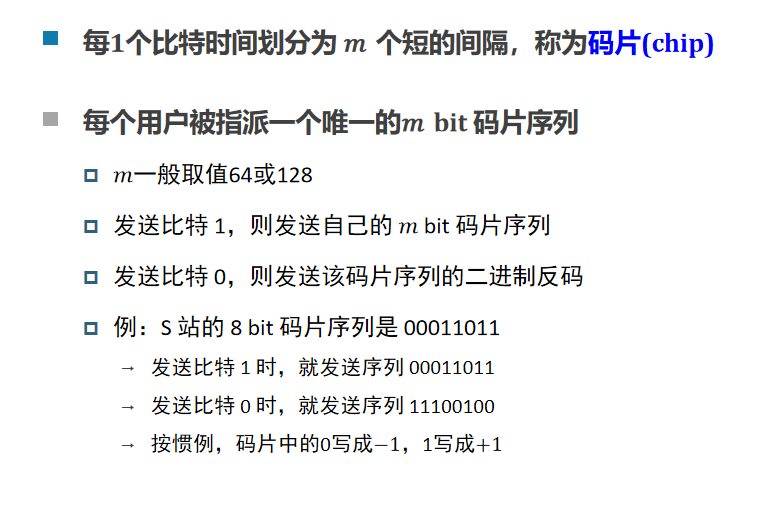 每1个比特时间划分为 m 个短的间隔，称为码片(chip)
每个用户被指派一个唯一的m bit 码片序列
m一般取值64或128
发送比特 1，则发送自己的 m bit 码片序列
发送比特 0，则发送该码片序列的二进制反码
例：S 站的 8 bit 码片序列是 00011011
→ 发送比特 1 时，就发送序列 00011011
→ 发送比特 0 时，就发送序列 11100100
→ 按惯例，码片中的0写成−1，1写成+1